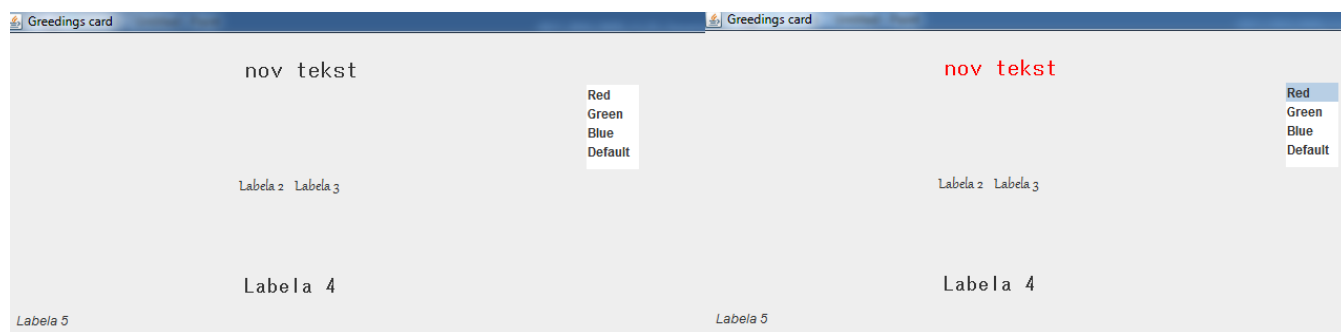 Greedings card
nov tekst
Red
Green
Blue
Default
Labela 2 Labela 3
Labela 4
Labela 5
Greedings card
nov tekst
Red
Green
Blue
Default
Labela 2 Labela 3
Labela 4
Labela 5